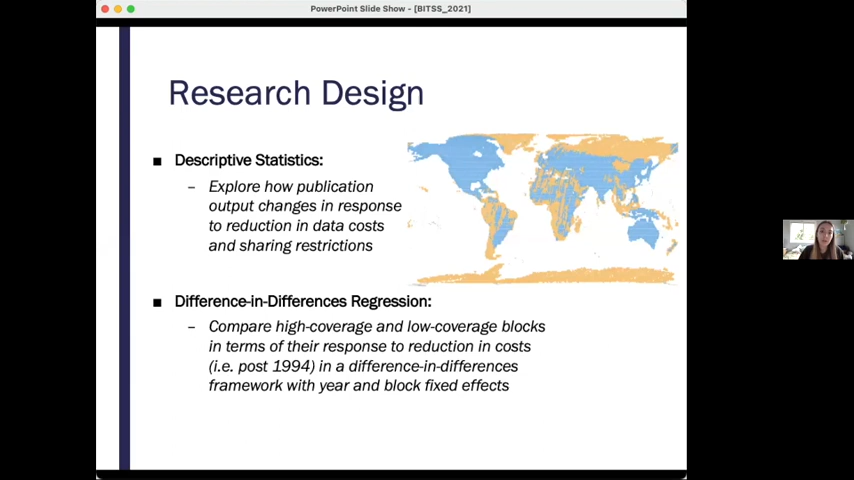 PowerPoint Slide Show - [BITSS_2021]
Research Design
■ Descriptive Statistics:
– Explore how publication
output changes in response
to reduction in data costs
and sharing restrictions
■ Difference-in-Differences Regression:
– Compare high-coverage and low-coverage blocks
in terms of their response to reduction in costs
(i.e. post 1994) in a difference-in-differences
framework with year and block fixed effects